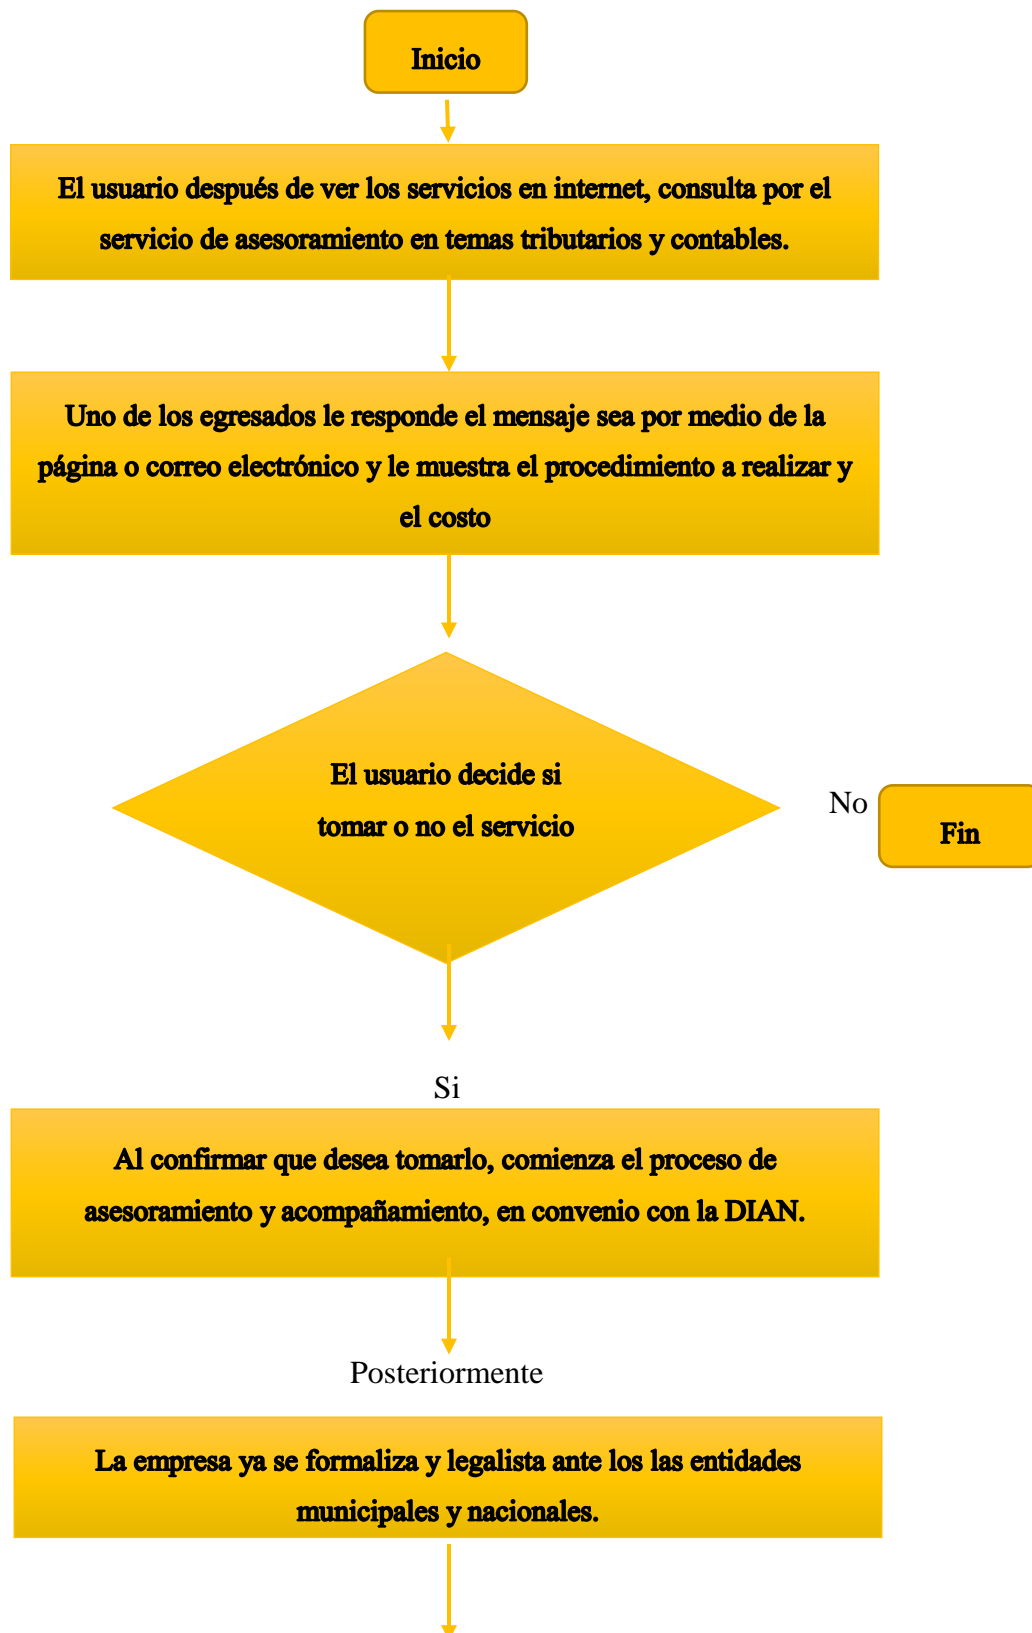 Inicio
El usuario después de ver los servicios en internet, consulta por el
servicio de asesoramiento en temas tributarios y contables.
Uno de los egresados le responde el mensaje sea por medio de la
página o correo electrónico y le muestra el procedimiento a realizar y
el costo
El usuario decide si
tomar o no el servicio
No
Fin
Si
Al confirmar que desea tomarlo, comienza el proceso de
asesoramiento y acompañamiento, en convenio con la DIAN.
Posteriormente
La empresa ya se formaliza y legalista ante los las entidades
municipales y nacionales.